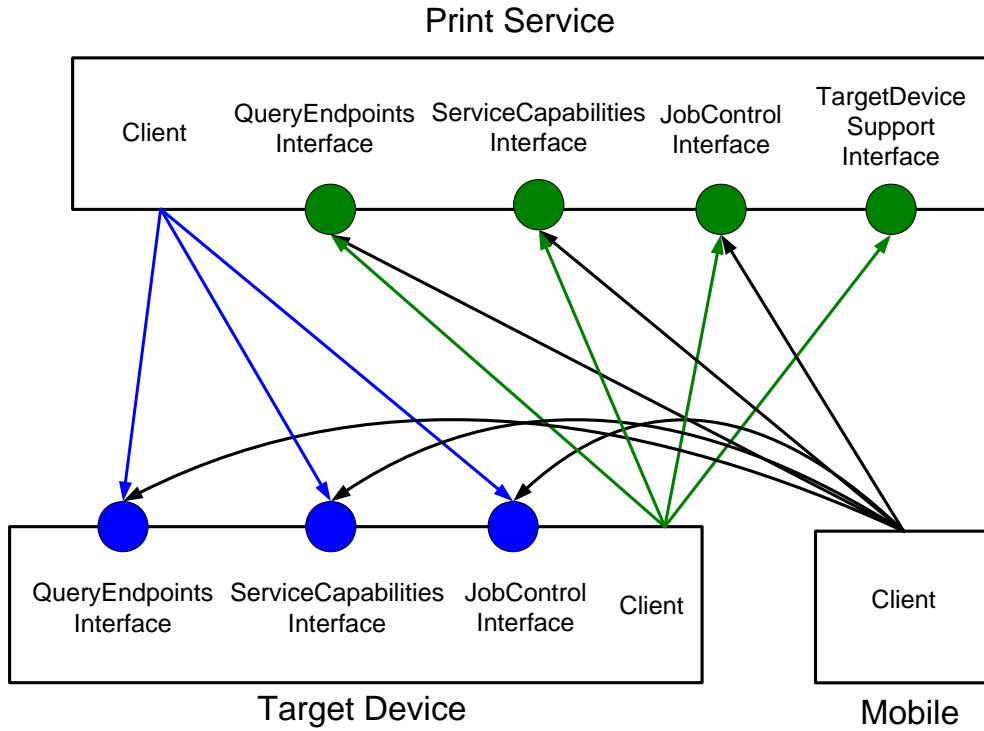 Print Service
Client
QueryEndpoints
Interface
ServiceCapabilities
Interface
JobControl
Interface
TargetDevice
Support
Interface
QueryEndpoints
Interface
ServiceCapabilities
Interface
JobControl
Interface
Client
Client
Target Device
Mobile